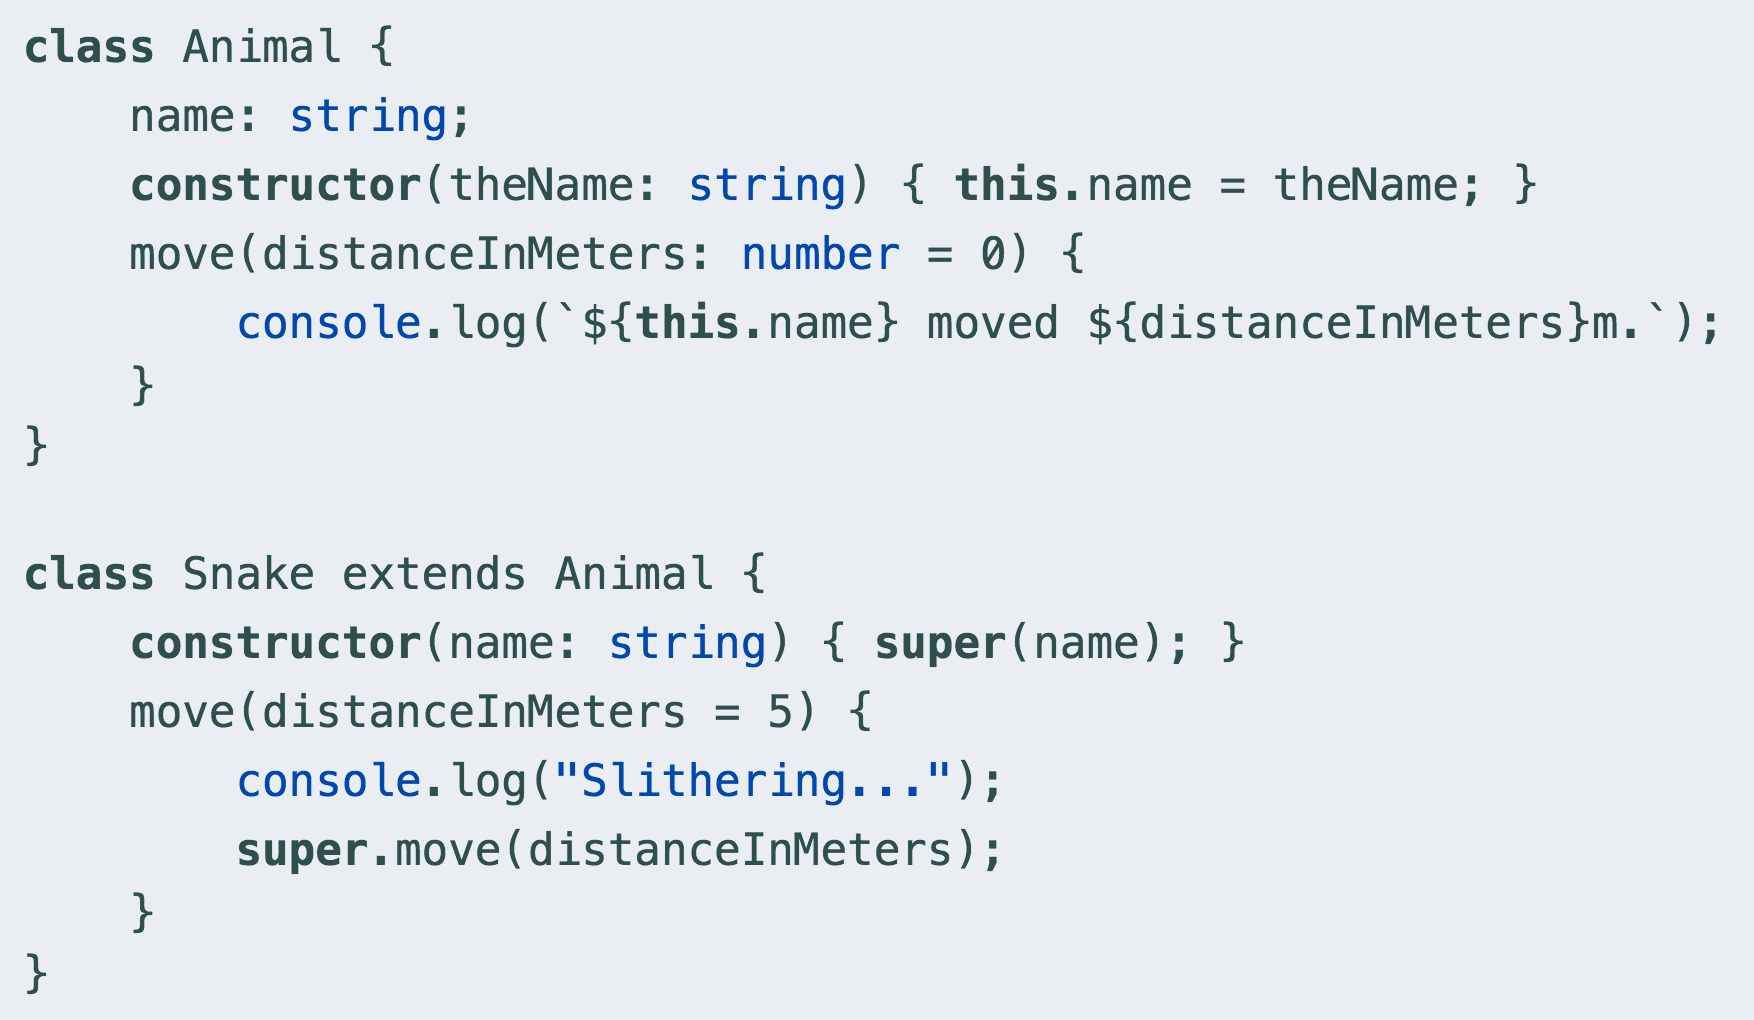 class Animal {
    name: string;
    constructor(theName: string) { this.name = theName; }
    move(distanceInMeters: number = 0) {
        console.log(`${this.name} moved ${distanceInMeters}m.`);
    }
}

class Snake extends Animal {
    constructor(name: string) { super(name); }
    move(distanceInMeters = 5) {
        console.log("Slithering...");
        super.move(distanceInMeters);
    }
}